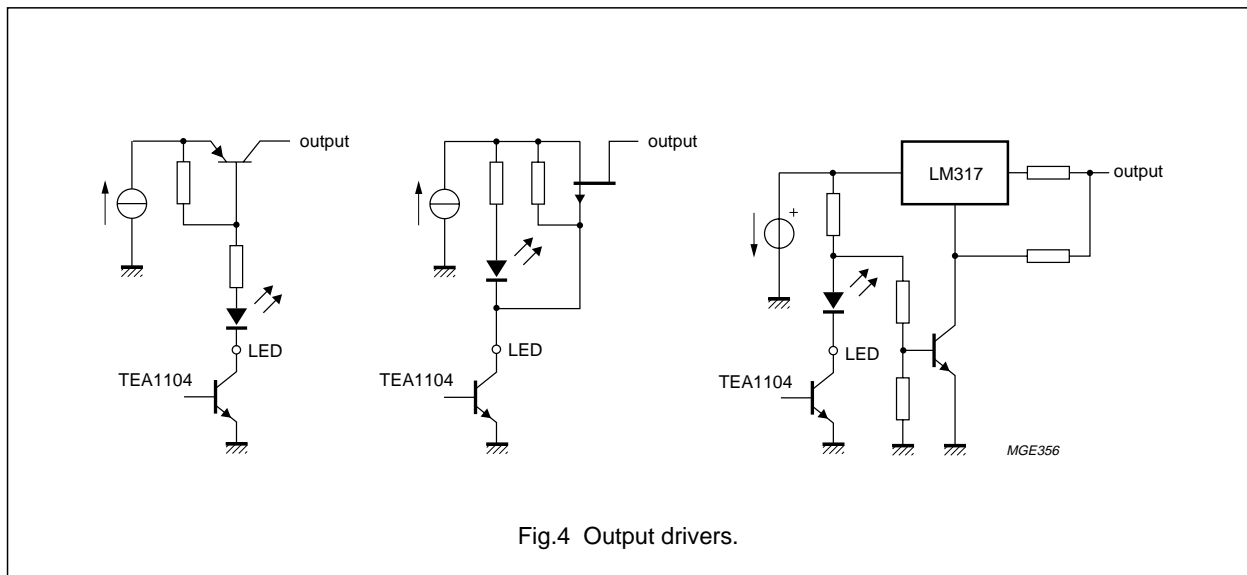 output
LED
TEA1104
output
LED
TEA1104
LM317
output
+
LED
TEA1104
MGE356
Fig.4 Output drivers.